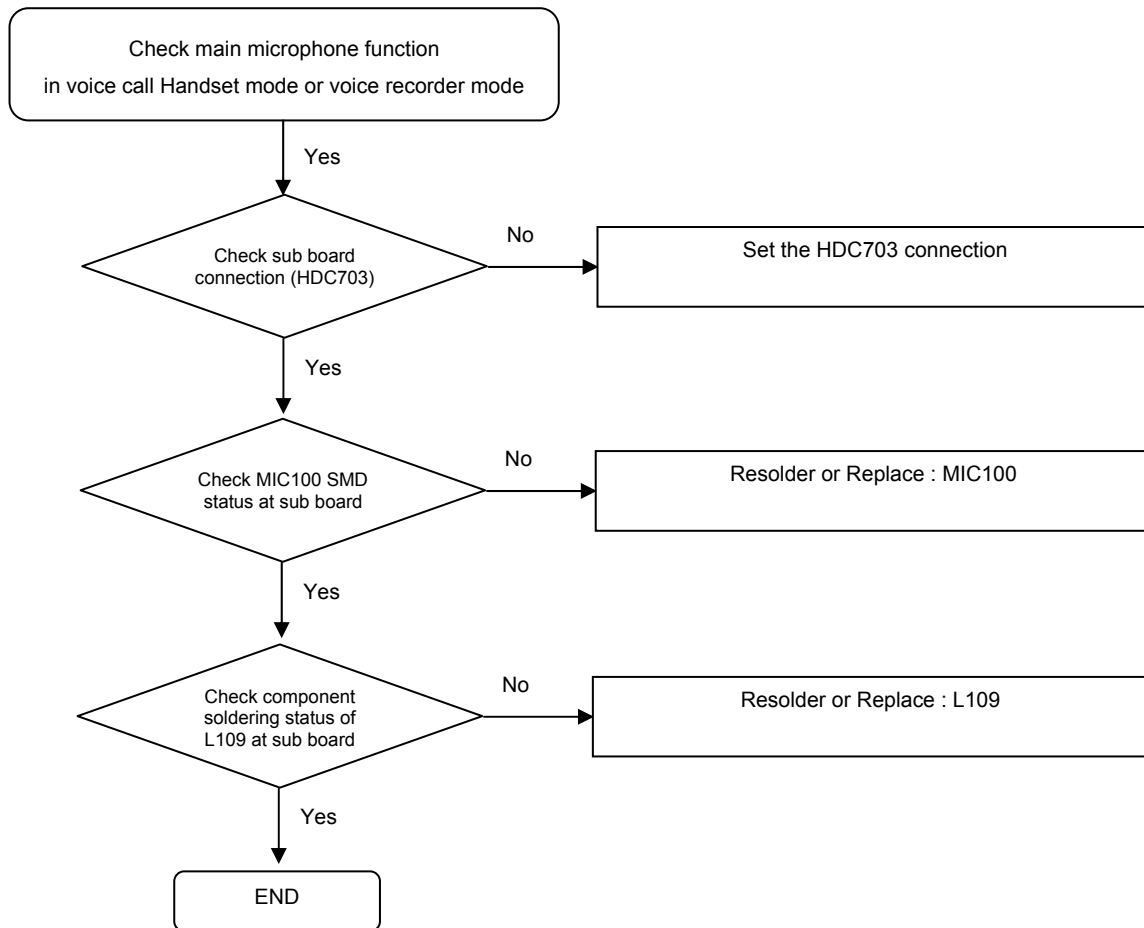 Check main microphone function
in voice call Handset mode or voice recorder mode
Yes
Check sub board
connection (HDC703)
No
Set the HDC703 connection
Yes
Check MIC100 SMD
status at sub board
No
Resolder or Replace : MIC100
Yes
Check component
soldering status of
L109 at sub board
No
Resolder or Replace : L109
Yes
END